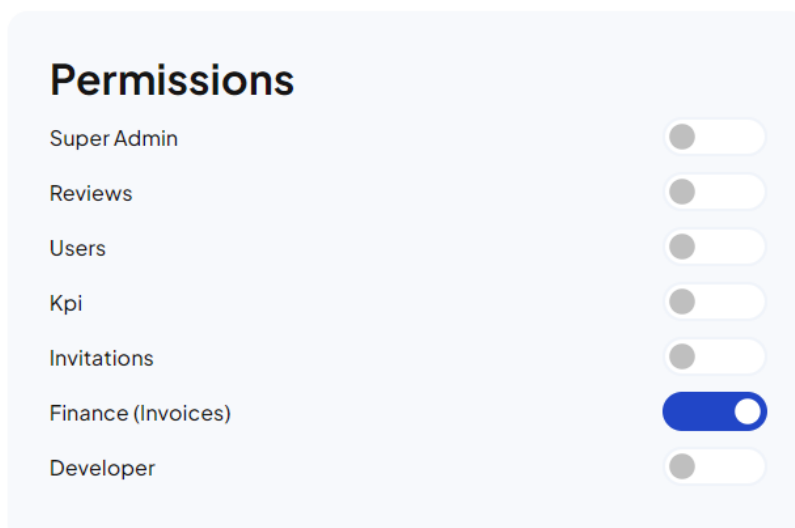 Permissions
Super Admin
Reviews
Users
Kpi
Invitations
Finance (Invoices)
Developer